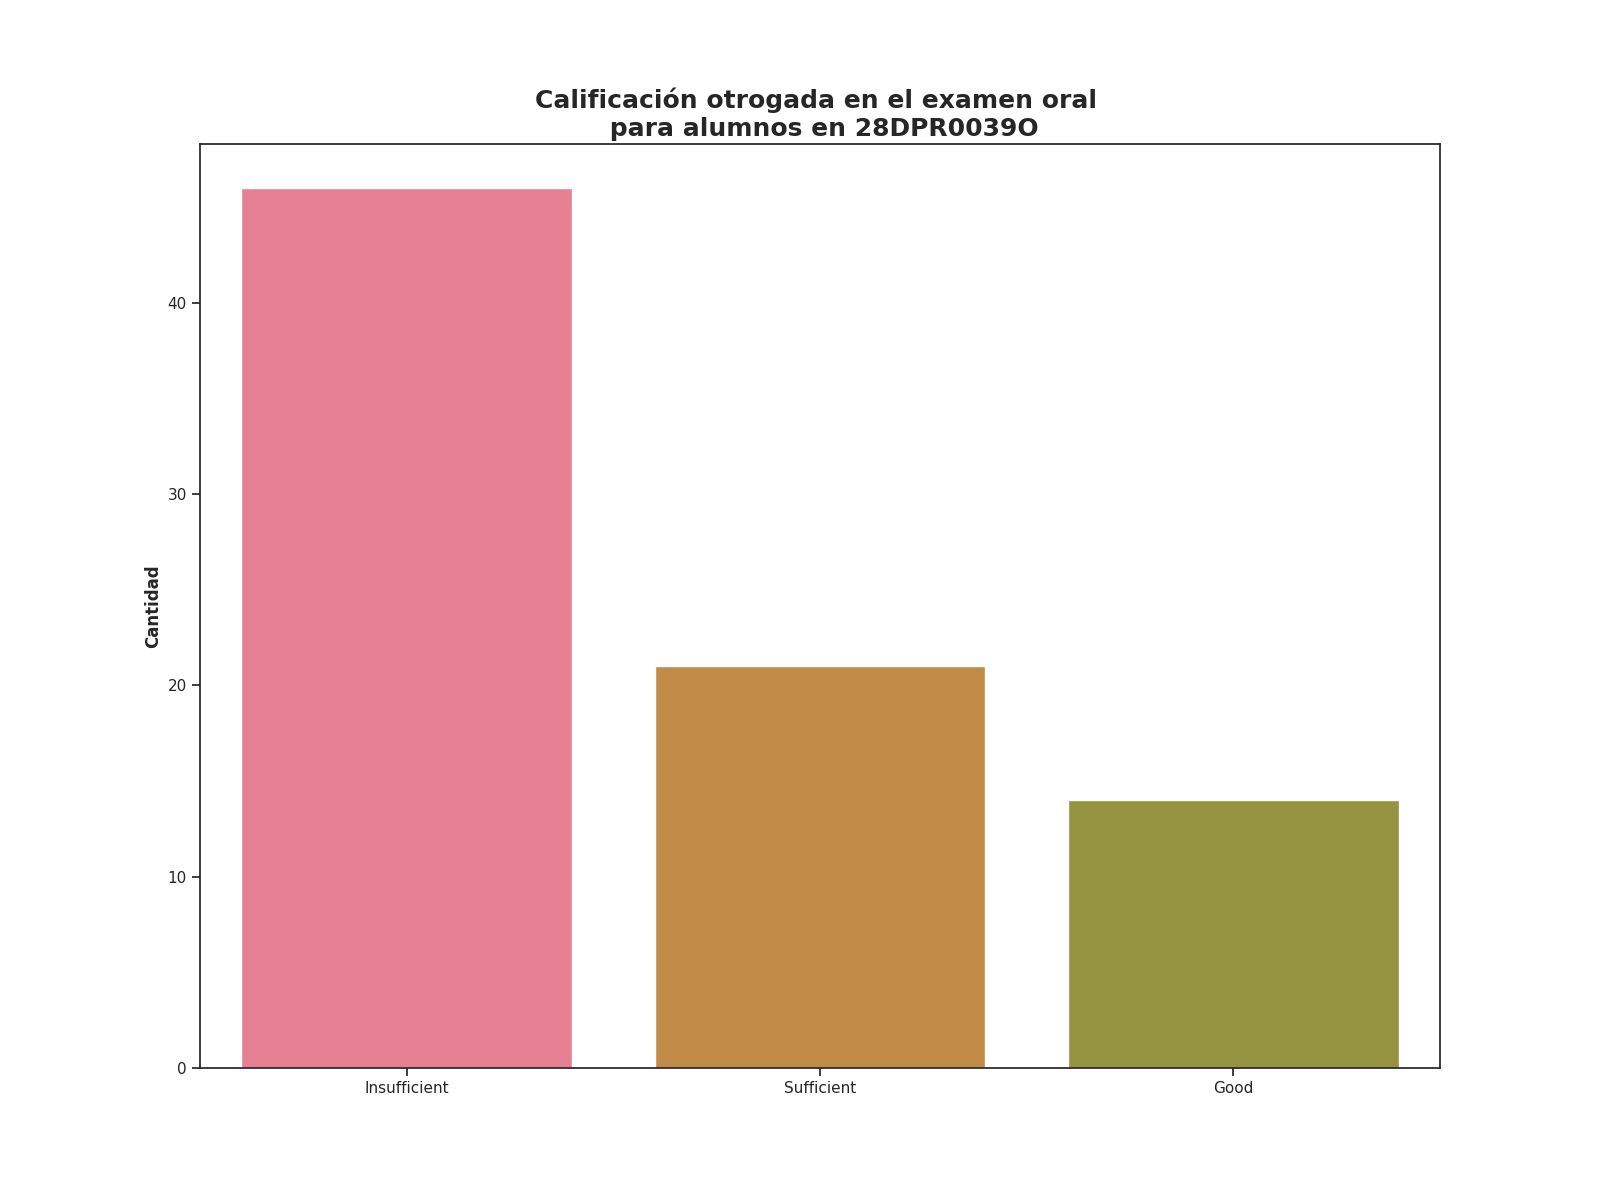 Calificación otrogada en el examen oral
para alumnos en 28DPR0039O
Cantidad
40
30
20
10
0
Insufficient
Sufficient
Good